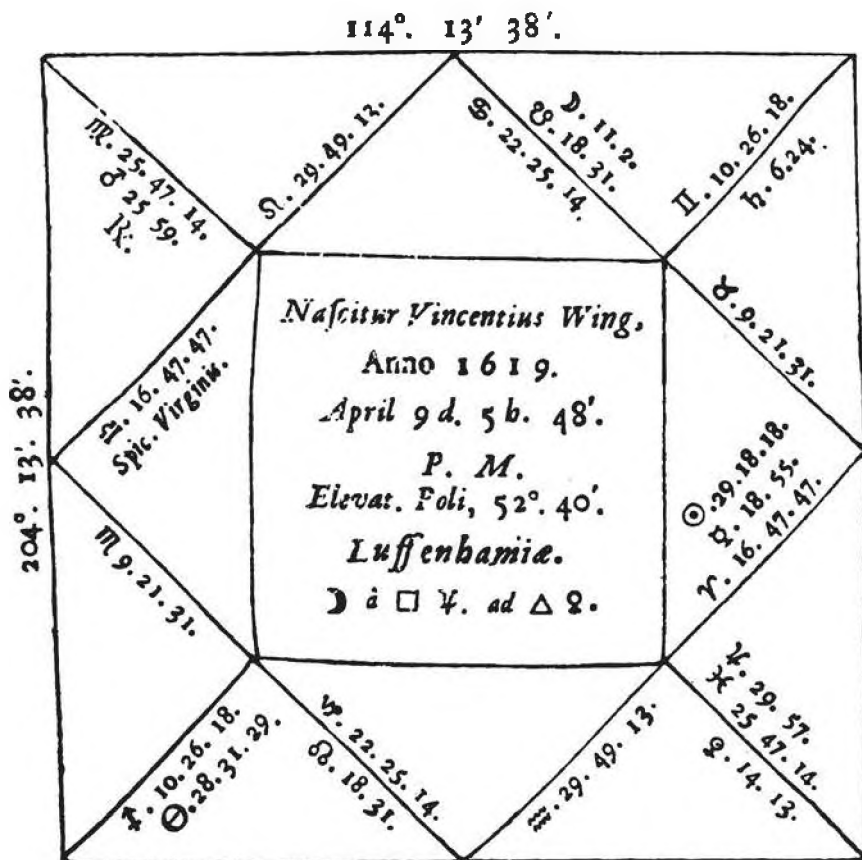 114°. 13' 38'.
♍. 25. 47. 14.
♂ 25 59.
℞.
♌. 29. 49. 13.
☽. 11. 2.
☋. 18. 31.
♋. 22. 25. 14.
♊. 10. 26. 18.
♄. 6. 24.
♉. 9. 21. 31.
☉. 29. 18. 18.
☿. 18. 55.
♈. 16. 47. 47.
♃. 29. 57.
♓ 25 47. 14.
♀. 14. 13.
♒. 29. 49. 13.
♑. 22. 25. 14.
☊. 18. 31.
♐. 10. 26. 18.
⊖. 28. 31. 29.
♏ 9. 21. 31.
♎. 16. 47. 47.
Spic. Virginis.
204°. 13'. 38'.
Naſcitur Vincentius Wing,
Anno 1619.
April 9 d. 5 h. 48'.
P. M.
Elevat. Poli, 52°. 40'.
Luffenhamiæ.
☽ à □ ♃. ad △ ♀.